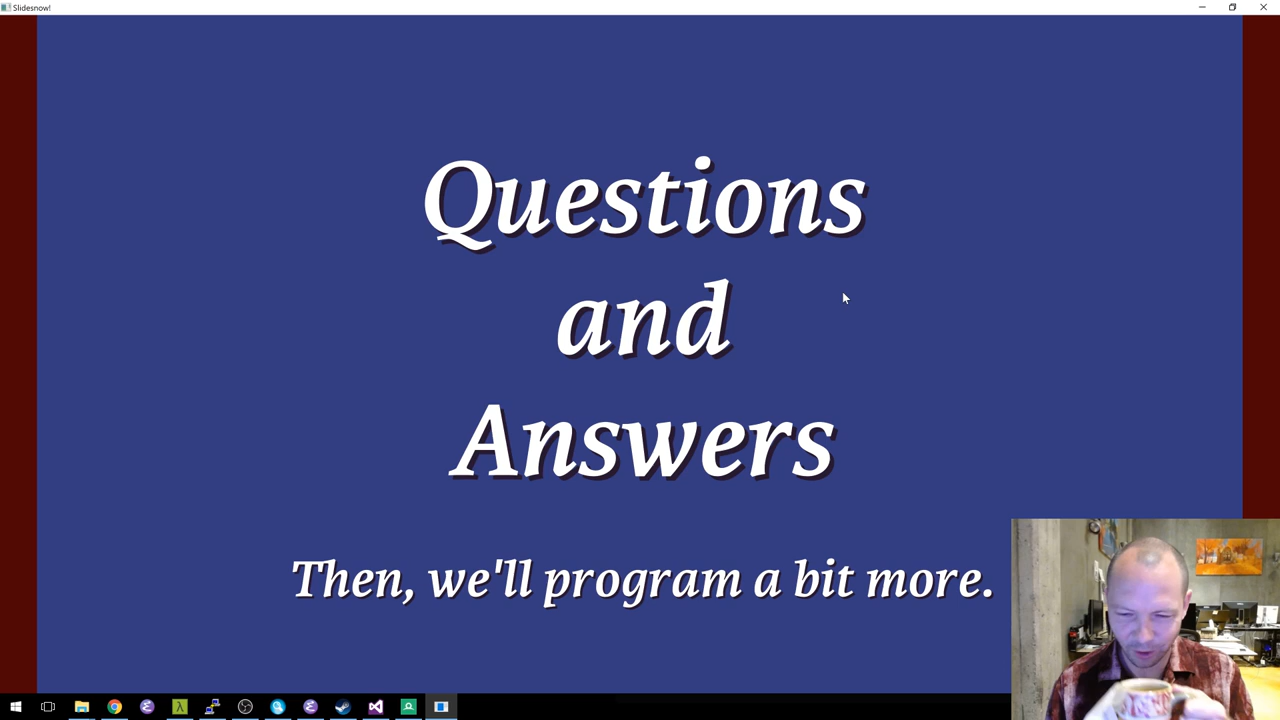 Slidesnow!
Questions
and
Answers
Then, we'll program a bit more.